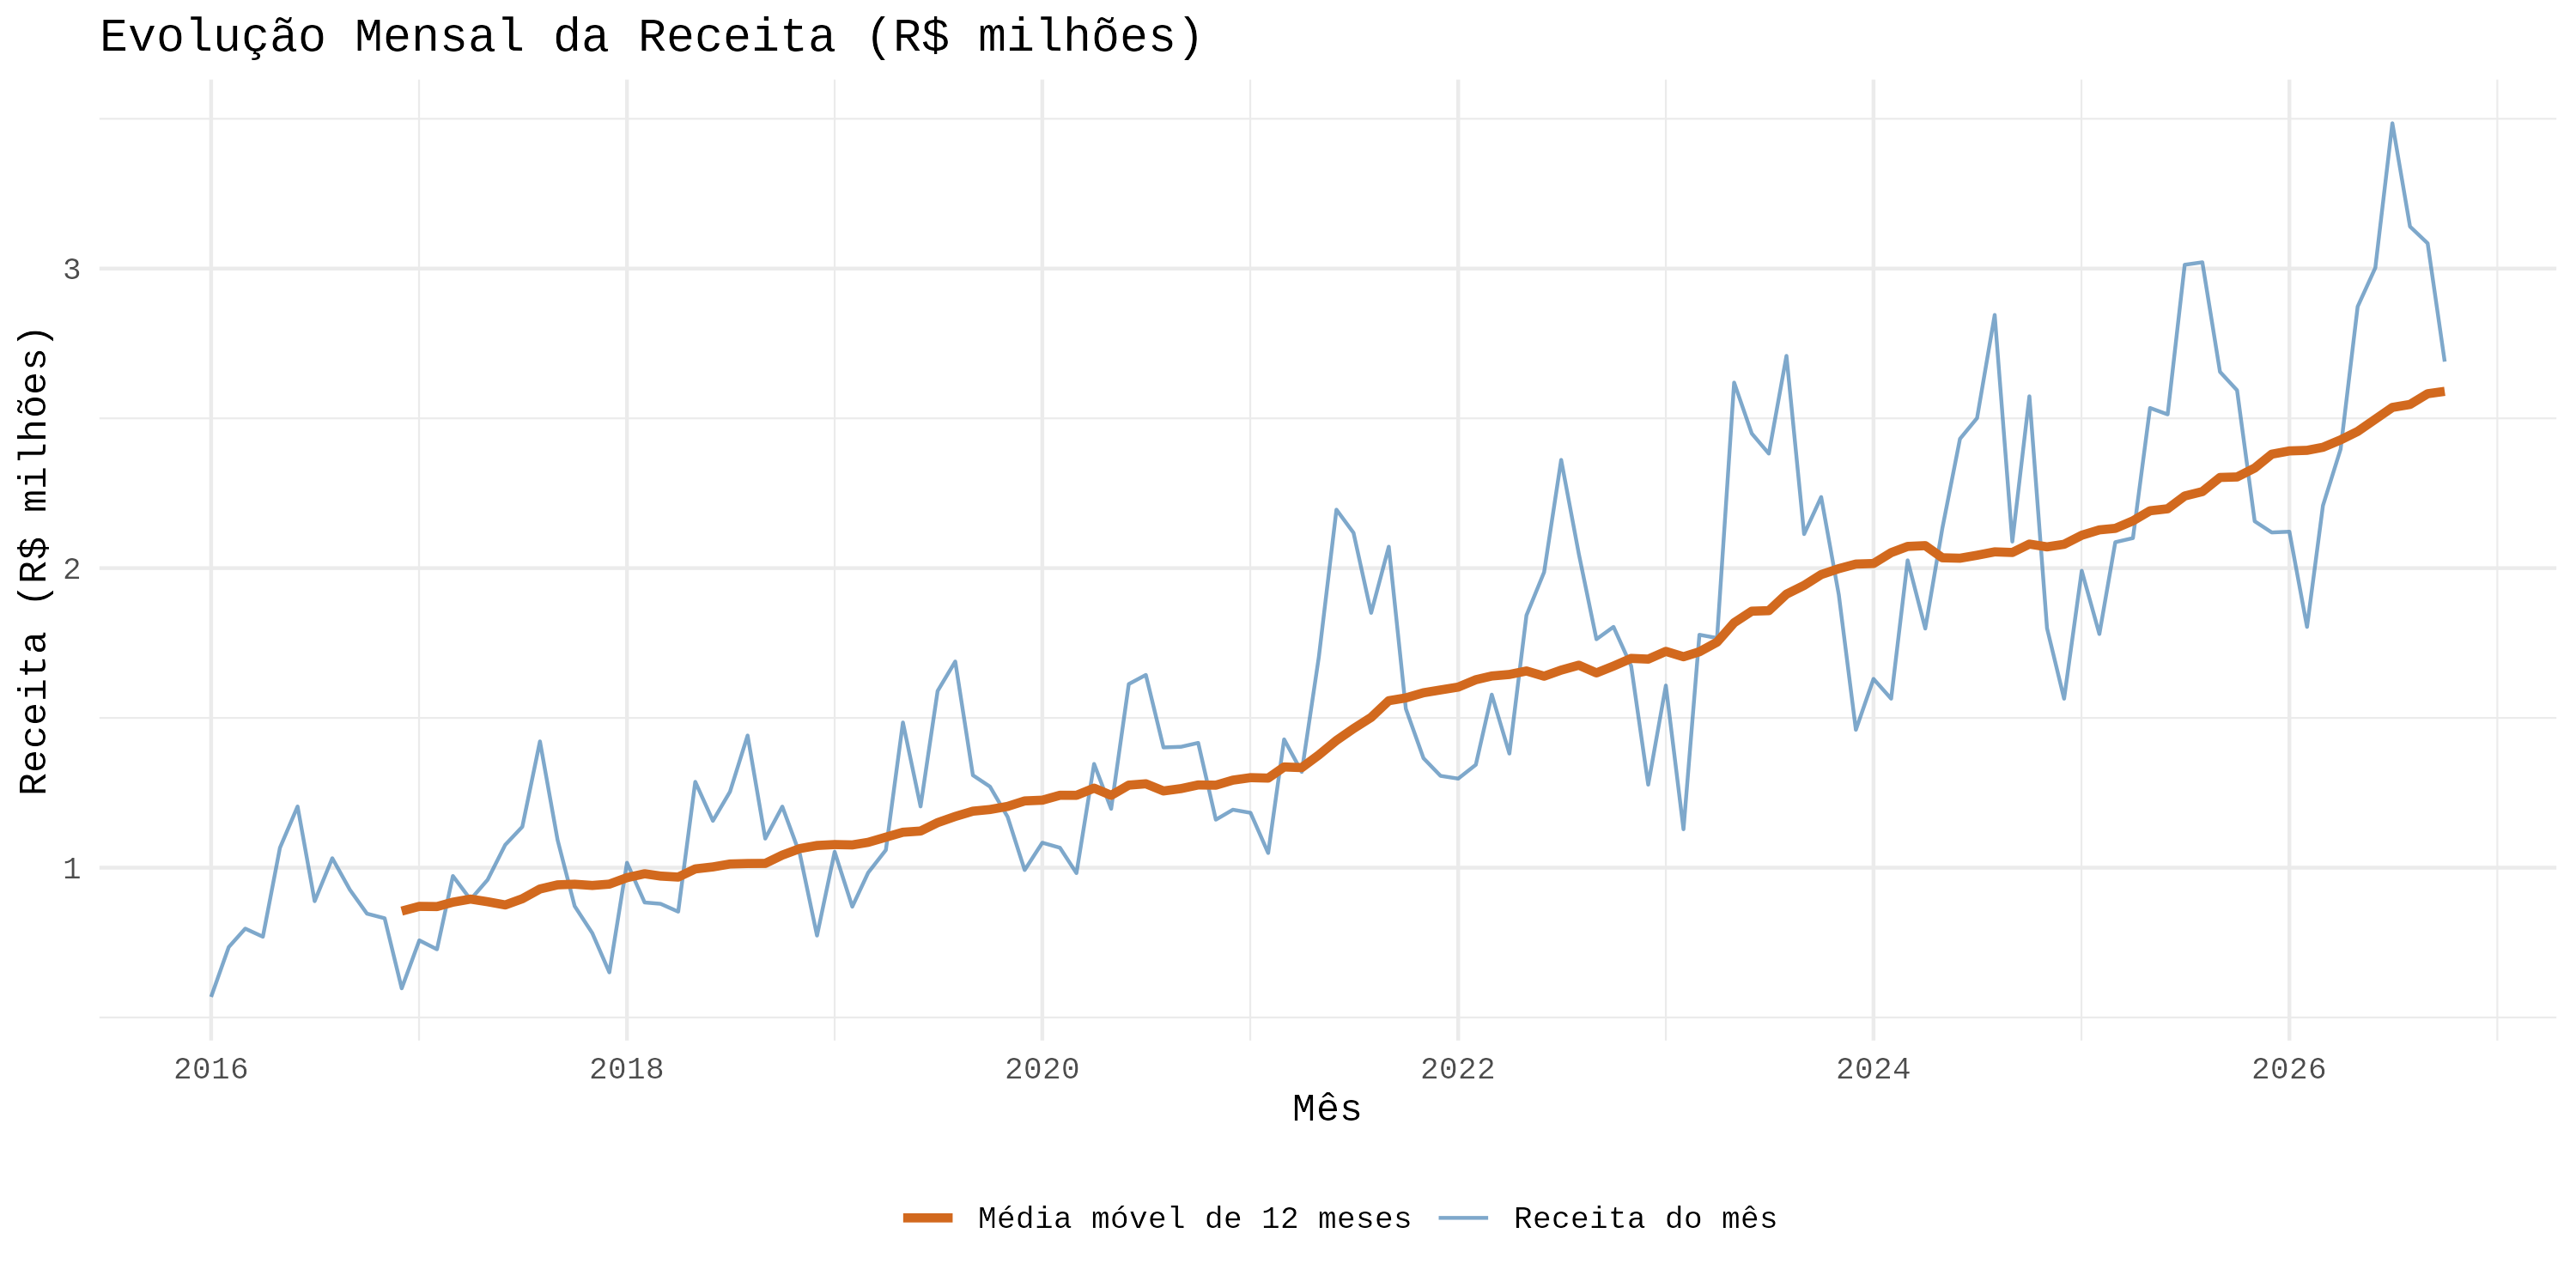 Evolução Mensal da Receita (R$ milhões)
Receita (R$ milhões)
3
2
1
2016 2018 2020 2022 2024 2026
Mês
Média móvel de 12 meses Receita do mês